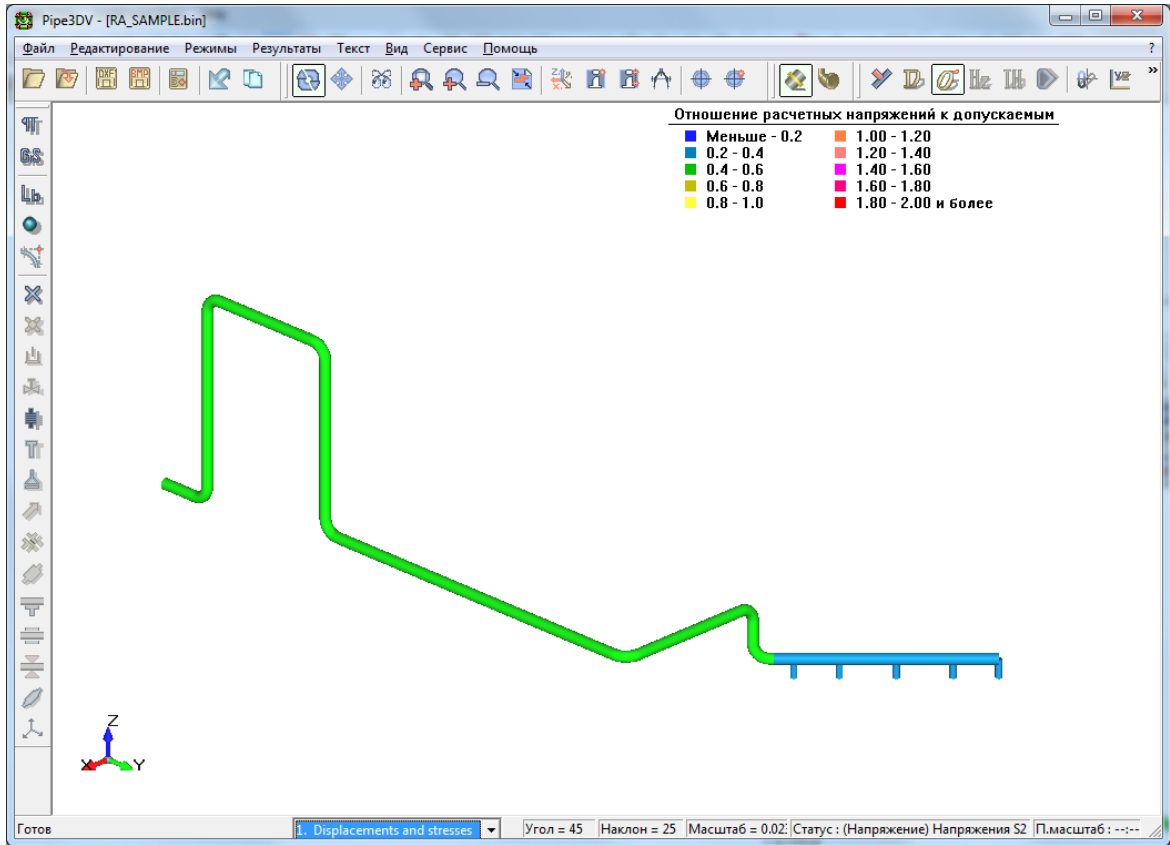 Pipe3DV - [RA_SAMPLE.bin]
Файл Редактирование Режимы Результаты Текст Вид Сервис Помощь ?
DXF BMP
Отношение расчетных напряжений к допускаемым
Меньше - 0.2 1.00 - 1.20
0.2 - 0.4 1.20 - 1.40
0.4 - 0.6 1.40 - 1.60
0.6 - 0.8 1.60 - 1.80
0.8 - 1.0 1.80 - 2.00 и более
Z
X Y
Готов 1. Displacements and stresses Угол = 45 Наклон = 25 Масштаб = 0.02 Статус : (Напряжение) Напряжения S2 П.масштаб : --:--